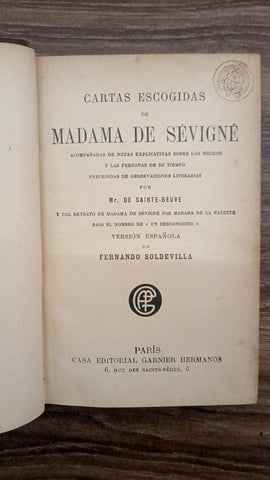 CARTAS ESCOGIDAS
DE
MADAMA DE SÉVIGNÉ
ACOMPAÑADAS DE NOTAS EXPLICATIVAS SOBRE LOS HECHOS
Y LAS PERSONAS DE SU TIEMPO
PRECEDIDAS DE OBSERVACIONES LITERARIAS
POR
Mr. DE SAINTE-BEUVE
Y DEL RETRATO DE MADAMA DE SÉVIGNÉ POR MADAMA DE LA FAYETTE
BAJO EL NOMBRE DE « UN DESCONOCIDO »
VERSIÓN ESPAÑOLA
DE
FERNANDO SOLDEVILLA
PARÍS
CASA EDITORIAL GARNIER HERMANOS
6, RUE DES SAINTS-PÈRES, 6